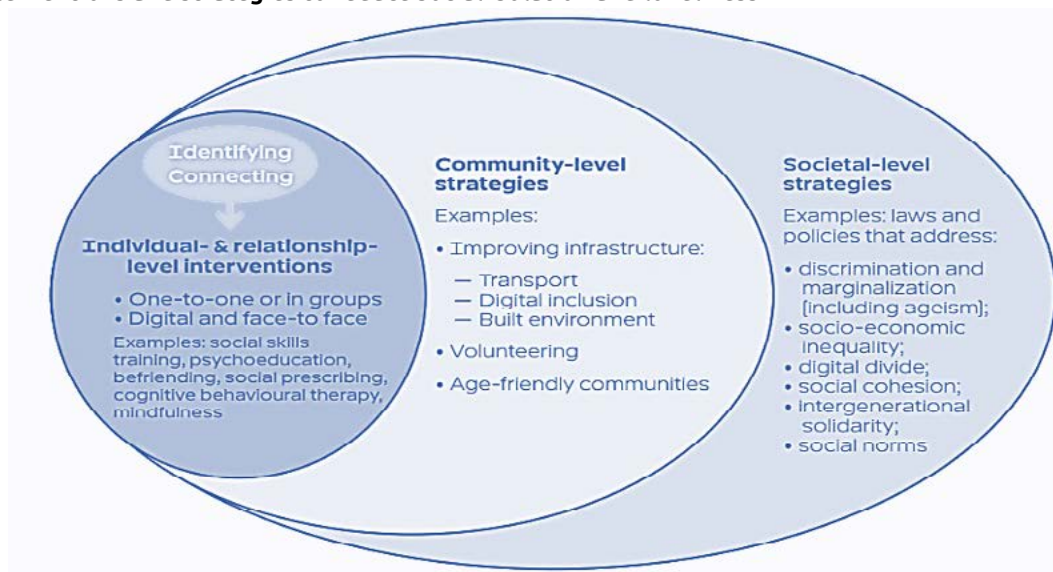 Identifying
Connecting
Individual- & relationship-
level interventions
• One-to-one or in groups
• Digital and face-to face
Examples: social skills
training, psychoeducation,
befriending, social prescribing,
cognitive behavioural therapy,
mindfulness
Community-level
strategies
Examples:
• Improving infrastructure:
— Transport
— Digital inclusion
— Built environment
• Volunteering
• Age-friendly communities
Societal-level
strategies
Examples: laws and
policies that address:
• discrimination and
marginalization
(including ageism);
• socio-economic
inequality;
• digital divide;
• social cohesion;
• intergenerational
solidarity;
• social norms